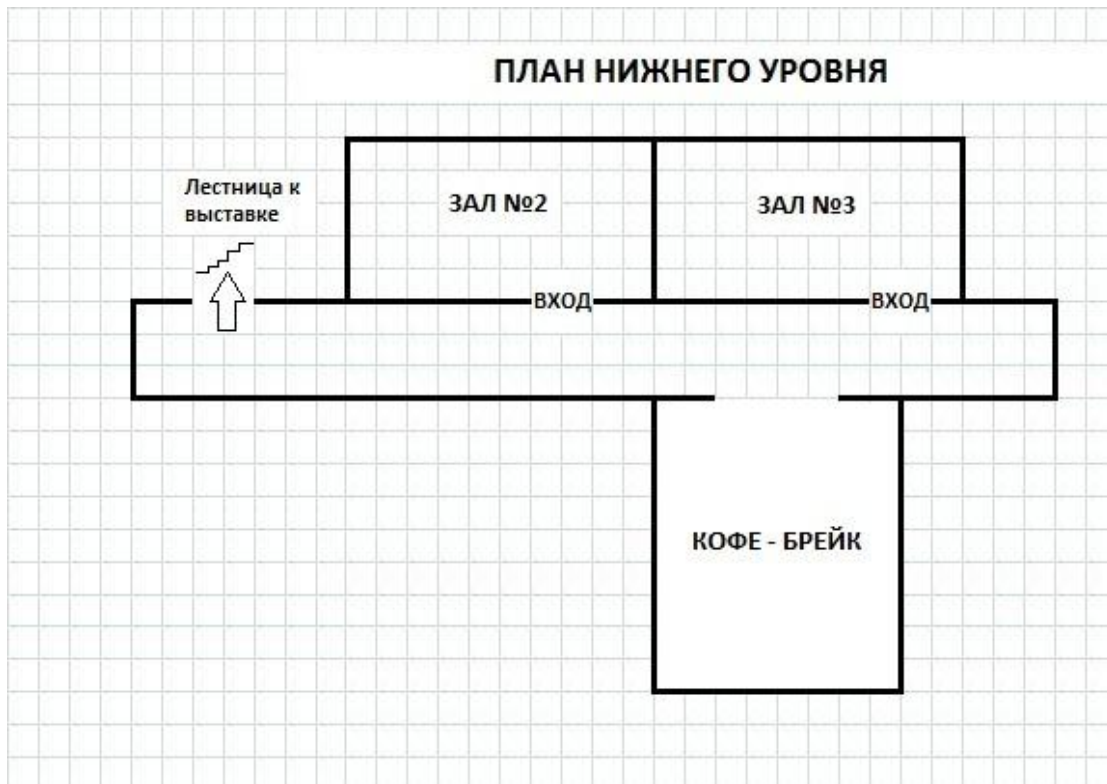 ПЛАН НИЖНЕГО УРОВНЯ
Лестница к
выставке
ЗАЛ №2
ЗАЛ №3
ВХОД
ВХОД
КОФЕ - БРЕЙК